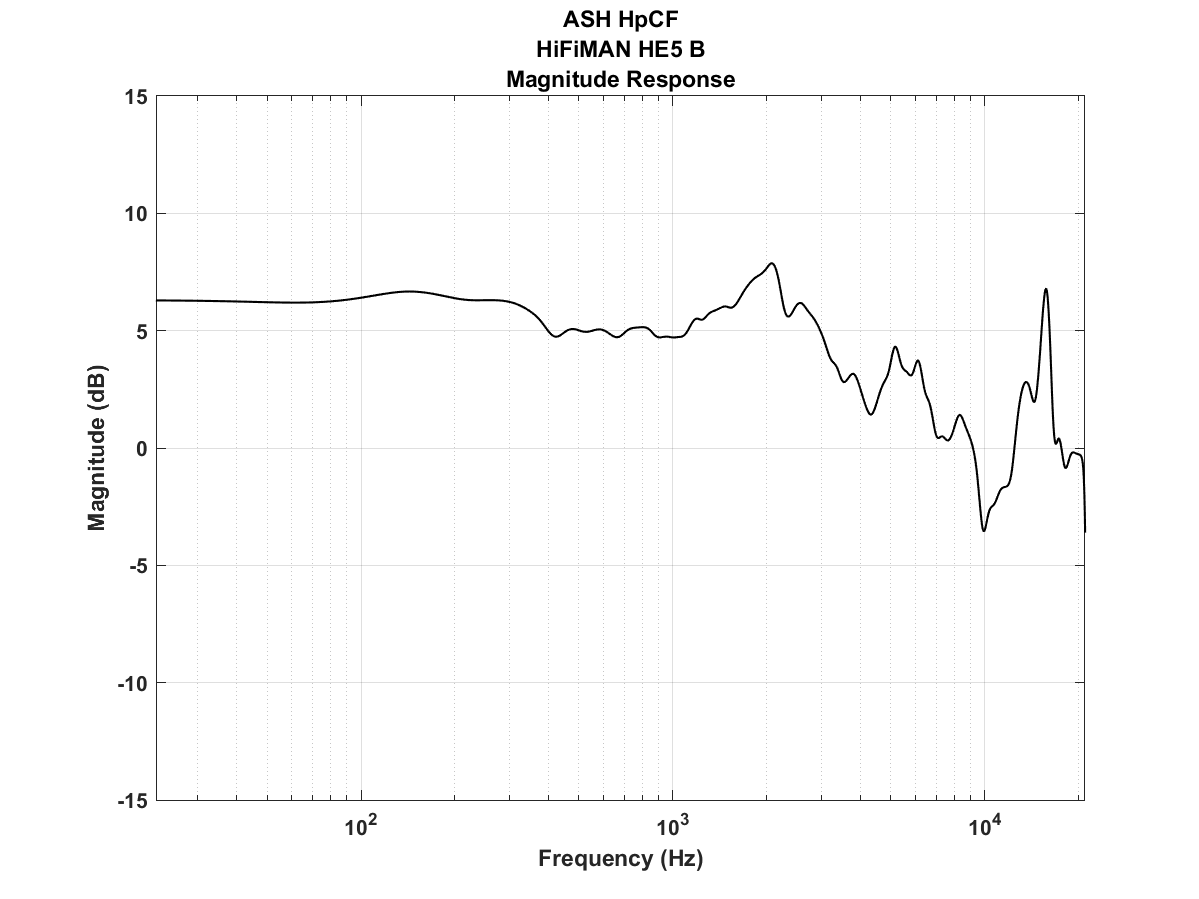 ASH HpCF
HiFiMAN HE5 B
Magnitude Response
15
10
5
0
-5
-10
-15
Magnitude (dB)
10²
10³
10⁴
Frequency (Hz)